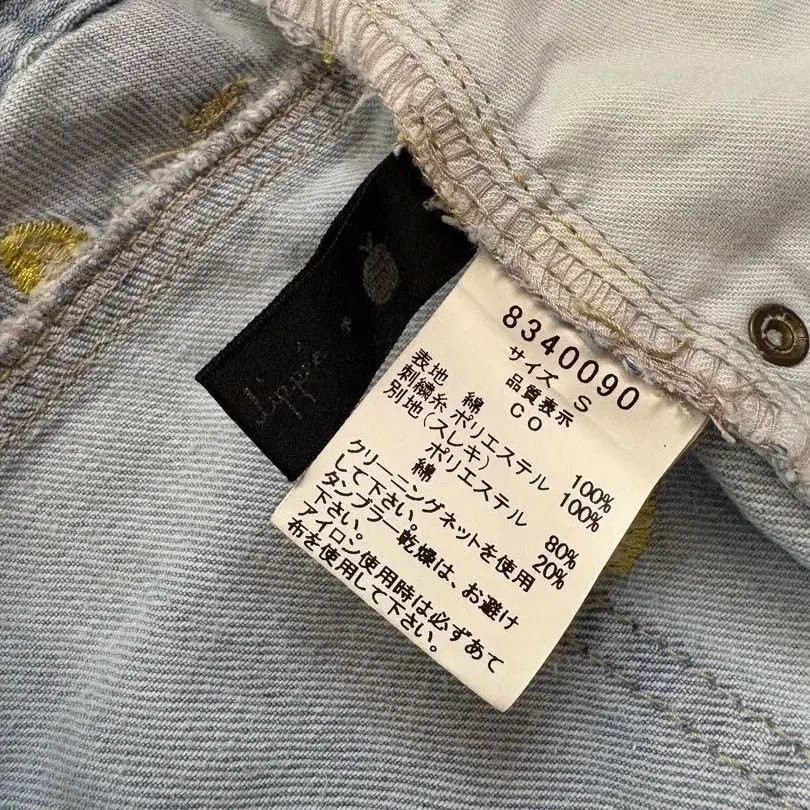 8340090
サイズ S
品質表示
CO
表地 綿 100%
刺繍糸 ポリエステル 100%
別地(スレキ)
ポリエステル 80%
綿 20%
クリーニングネットを使用
して下さい。
タンブラー乾燥は、お避け
下さい。
アイロン使用時は必ずあて
布を使用して下さい。